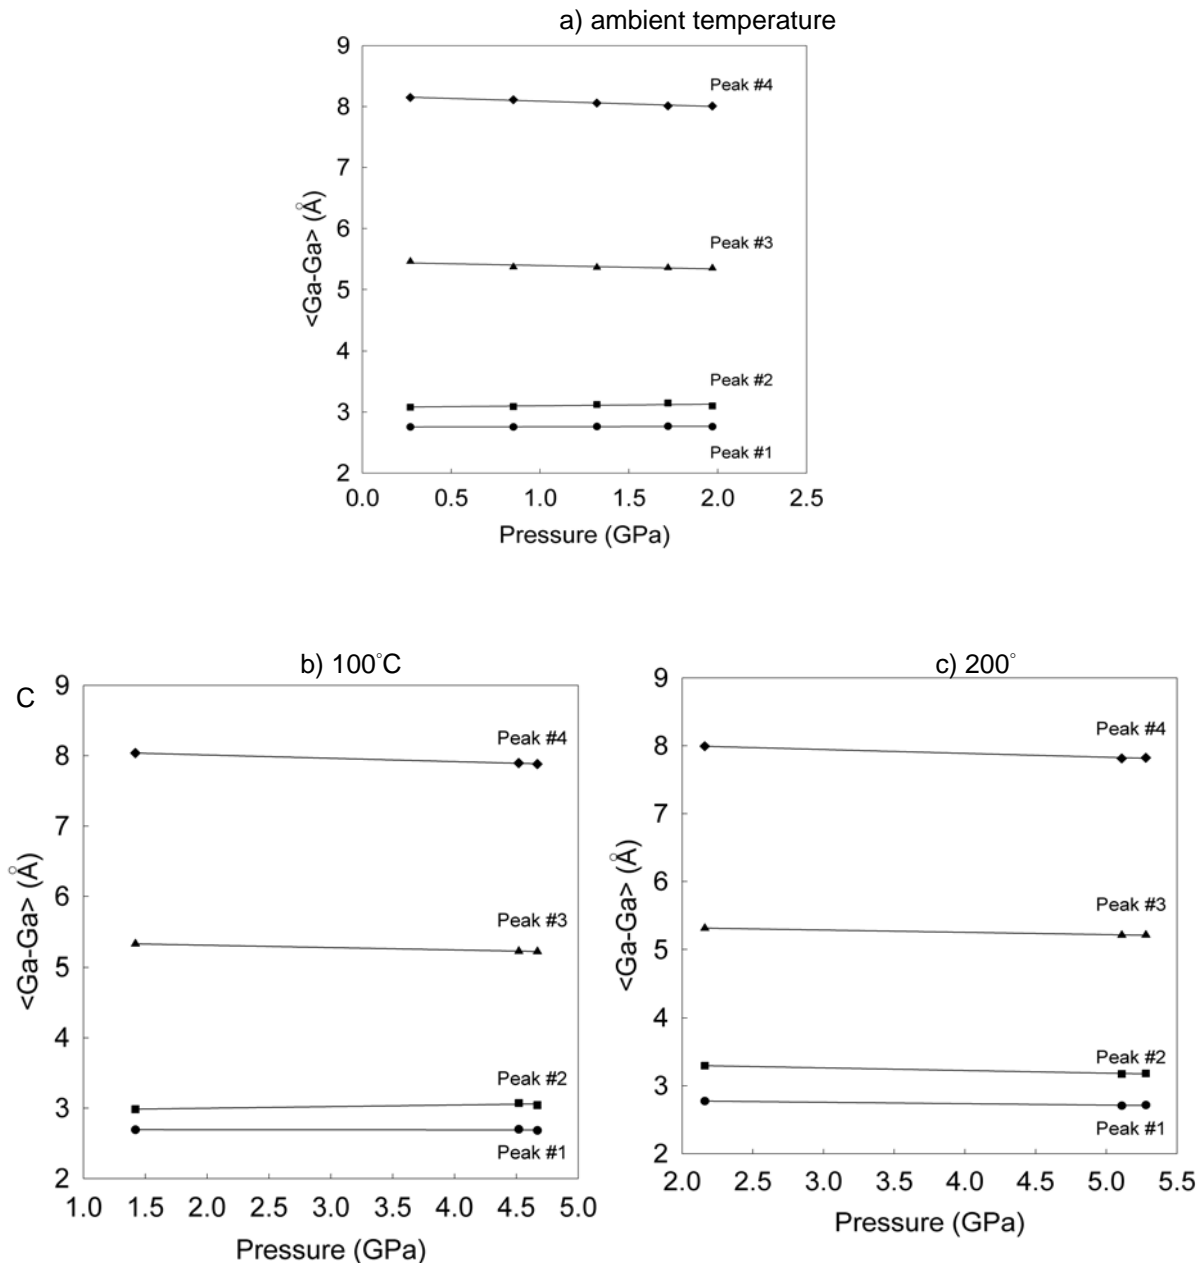 a) ambient temperature
9
8
7
6
5
4
3
2
<Ga-Ga> (Å)
Peak #4
Peak #3
Peak #2
Peak #1
0.0 0.5 1.0 1.5 2.0 2.5
Pressure (GPa)
b) 100°C
9
8
7
6
5
4
3
2
<Ga-Ga> (Å)
Peak #4
Peak #3
Peak #2
Peak #1
1.0 1.5 2.0 2.5 3.0 3.5 4.0 4.5 5.0
Pressure (GPa)
c) 200°
C
9
8
7
6
5
4
3
2
<Ga-Ga> (Å)
Peak #4
Peak #3
Peak #2
Peak #1
2.0 2.5 3.0 3.5 4.0 4.5 5.0 5.5
Pressure (GPa)